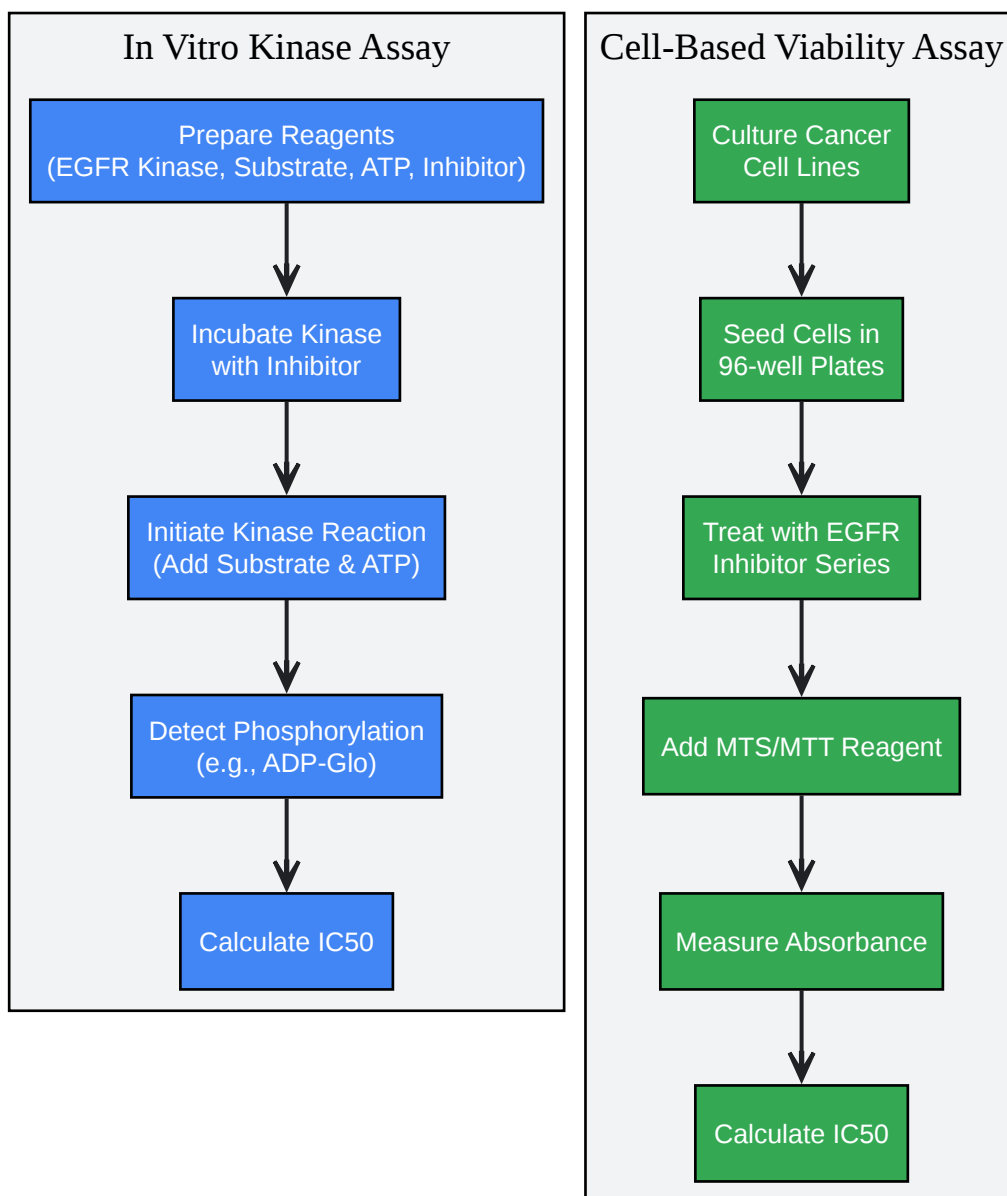 In Vitro Kinase Assay
Prepare Reagents
(EGFR Kinase, Substrate, ATP, Inhibitor)
Incubate Kinase
with Inhibitor
Initiate Kinase Reaction
(Add Substrate & ATP)
Detect Phosphorylation
(e.g., ADP-Glo)
Calculate IC50
Cell-Based Viability Assay
Culture Cancer
Cell Lines
Seed Cells in
96-well Plates
Treat with EGFR
Inhibitor Series
Add MTS/MTT Reagent
Measure Absorbance
Calculate IC50